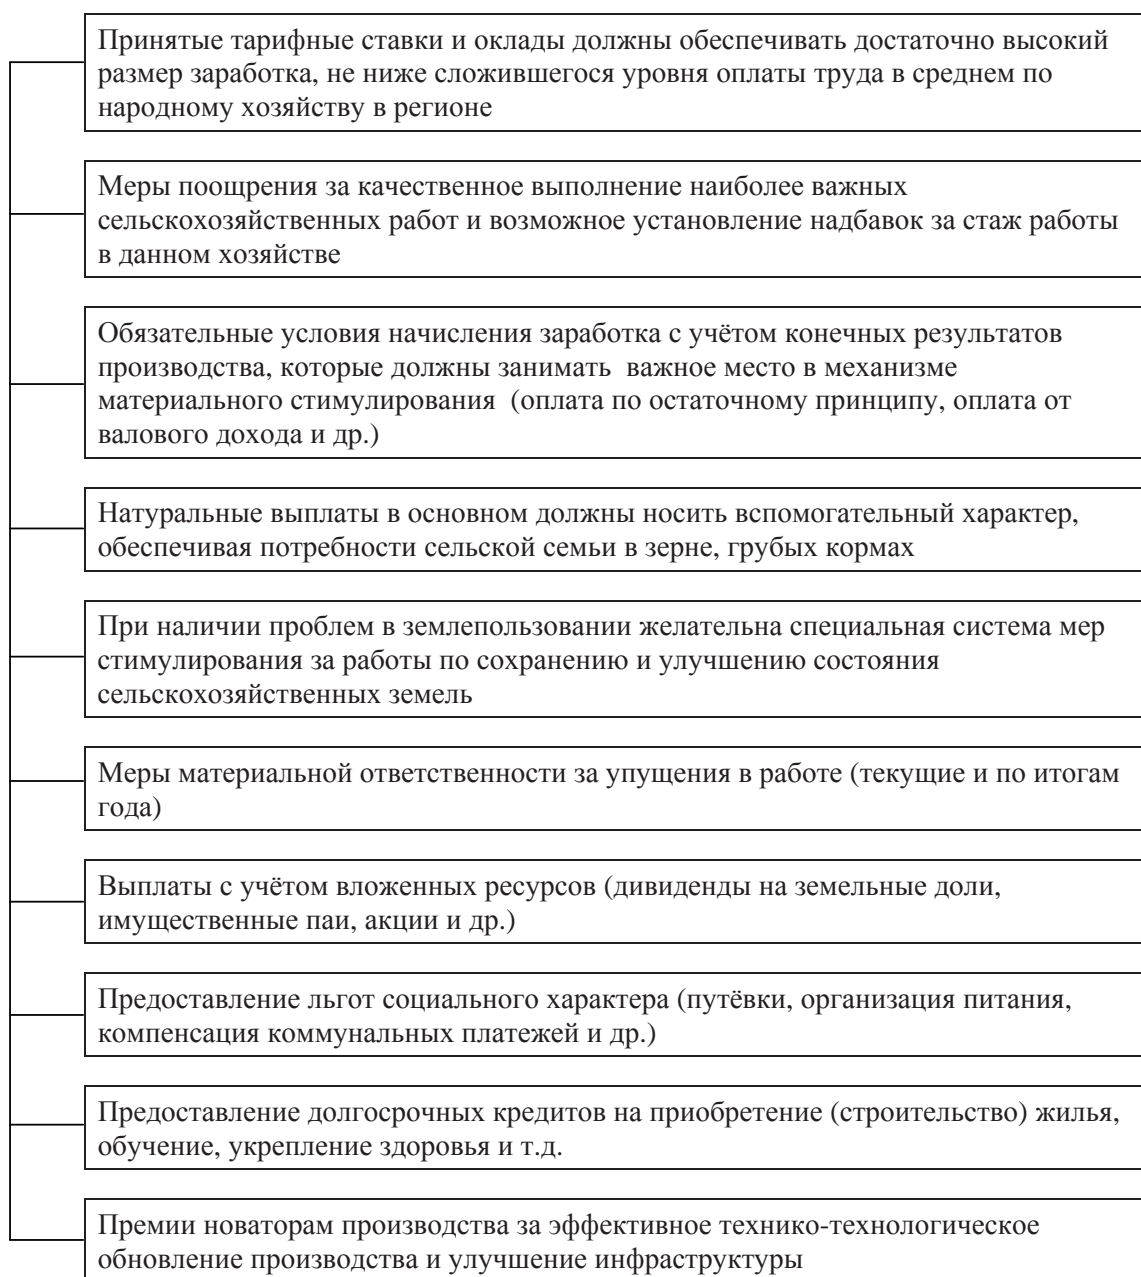 Принятые тарифные ставки и оклады должны обеспечивать достаточно высокий
размер заработка, не ниже сложившегося уровня оплаты труда в среднем по
народному хозяйству в регионе
Меры поощрения за качественное выполнение наиболее важных
сельскохозяйственных работ и возможное установление надбавок за стаж работы
в данном хозяйстве
Обязательные условия начисления заработка с учётом конечных результатов
производства, которые должны занимать  важное место в механизме
материального стимулирования  (оплата по остаточному принципу, оплата от
валового дохода и др.)
Натуральные выплаты в основном должны носить вспомогательный характер,
обеспечивая потребности сельской семьи в зерне, грубых кормах
При наличии проблем в землепользовании желательна специальная система мер
стимулирования за работы по сохранению и улучшению состояния
сельскохозяйственных земель
Меры материальной ответственности за упущения в работе (текущие и по итогам
года)
Выплаты с учётом вложенных ресурсов (дивиденды на земельные доли,
имущественные паи, акции и др.)
Предоставление льгот социального характера (путёвки, организация питания,
компенсация коммунальных платежей и др.)
Предоставление долгосрочных кредитов на приобретение (строительство) жилья,
обучение, укрепление здоровья и т.д.
Премии новаторам производства за эффективное технико-технологическое
обновление производства и улучшение инфраструктуры